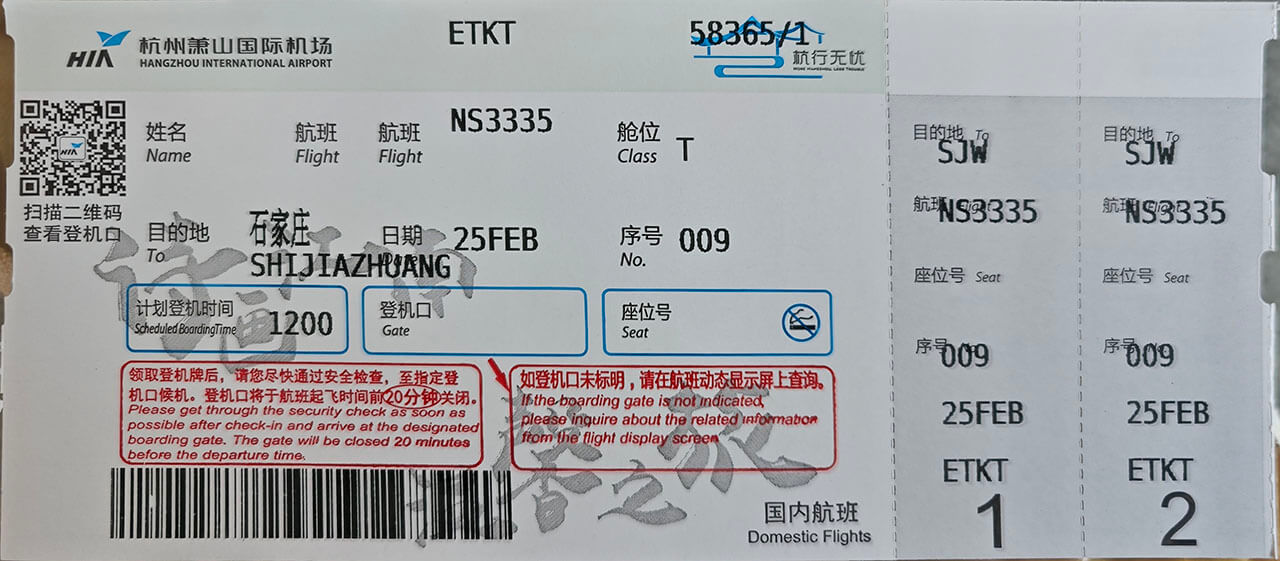 HIA 杭州萧山国际机场
HANGZHOU INTERNATIONAL AIRPORT
ETKT
58365/1
杭行无忧
HIA
扫描二维码
查看登机口
姓名
Name
航班
Flight
航班
Flight
NS3335
舱位
Class
T
目的地
To
石家庄
SHIJIAZHUANG
日期
Date
25FEB
序号
No.
009
计划登机时间
Scheduled BoardingTime
1200
登机口
Gate
座位号
Seat
领取登机牌后，请您尽快通过安全检查，至指定登
机口候机。登机口将于航班起飞时间前20分钟关闭。
Please get through the security check as soon as
possible after check-in and arrive at the designated
boarding gate. The gate will be closed 20 minutes
before the departure time.
如登机口未标明，请在航班动态显示屏上查询。
If the boarding gate is not indicated,
please inquire about the related information
from the flight display screen.
国内航班
Domestic Flights
目的地 To
SJW
航班 Flight
NS3335
座位号 Seat
序号
009
25FEB
ETKT
1
目的地 To
SJW
航班 Flight
NS3335
座位号 Seat
序号
009
25FEB
ETKT
2